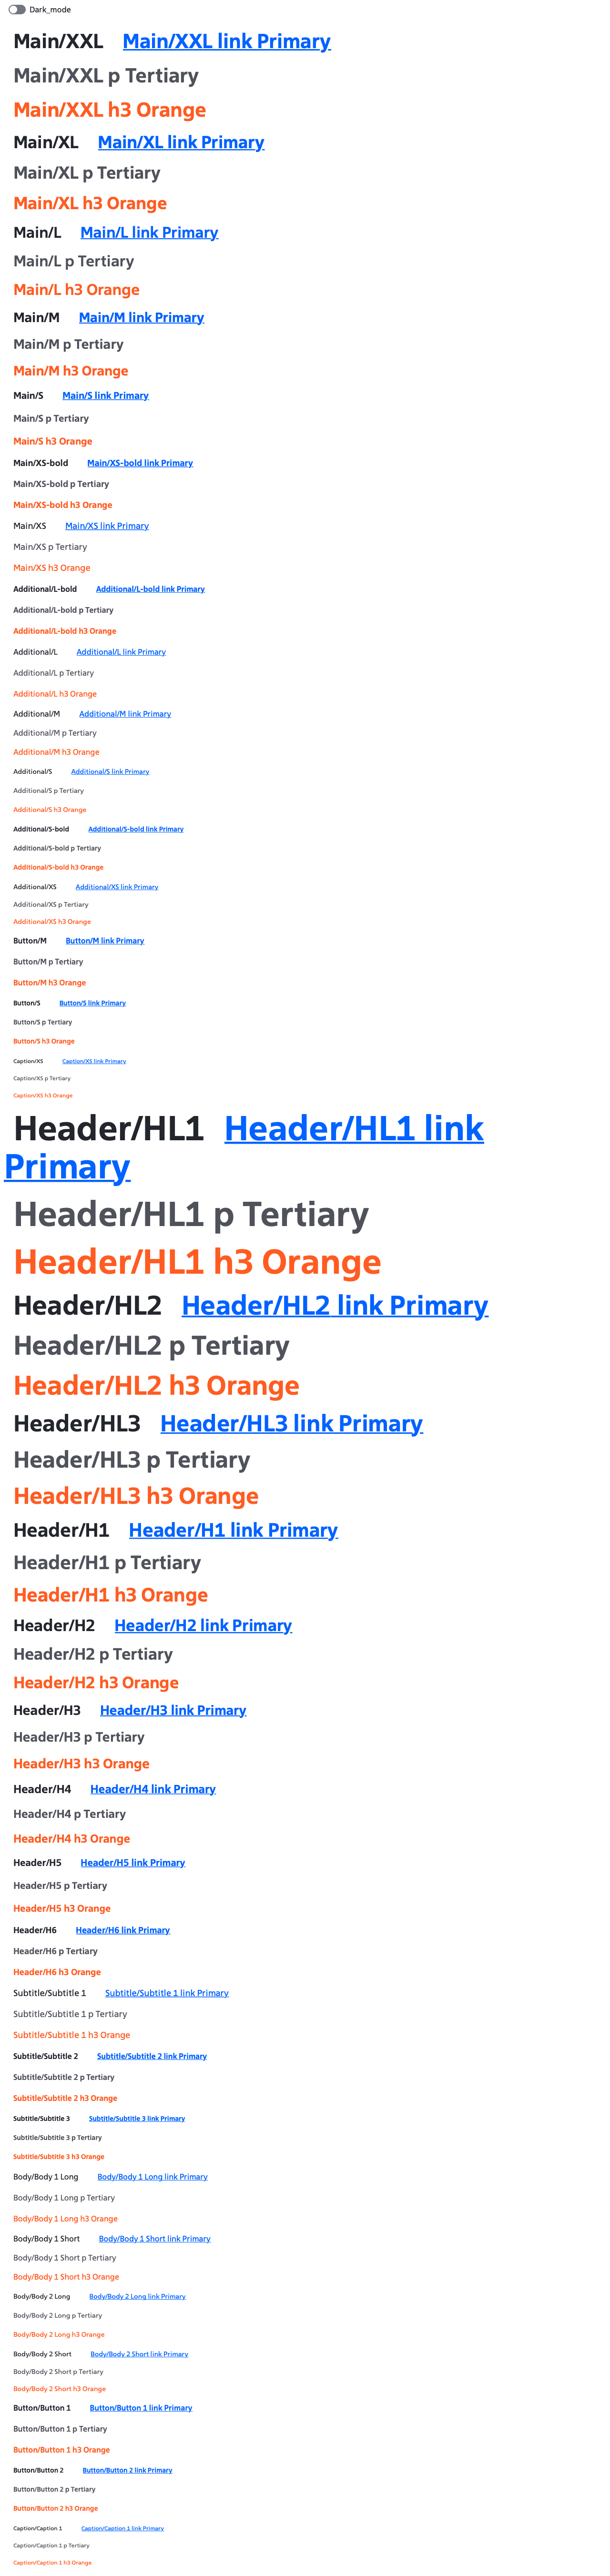 Dark_mode
Main/XXL Main/XXL link Primary
Main/XXL p Tertiary
Main/XXL h3 Orange
Main/XL Main/XL link Primary
Main/XL p Tertiary
Main/XL h3 Orange
Main/L Main/L link Primary
Main/L p Tertiary
Main/L h3 Orange
Main/M Main/M link Primary
Main/M p Tertiary
Main/M h3 Orange
Main/S Main/S link Primary
Main/S p Tertiary
Main/S h3 Orange
Main/XS-bold Main/XS-bold link Primary
Main/XS-bold p Tertiary
Main/XS-bold h3 Orange
Main/XS Main/XS link Primary
Main/XS p Tertiary
Main/XS h3 Orange
Additional/L-bold Additional/L-bold link Primary
Additional/L-bold p Tertiary
Additional/L-bold h3 Orange
Additional/L Additional/L link Primary
Additional/L p Tertiary
Additional/L h3 Orange
Additional/M Additional/M link Primary
Additional/M p Tertiary
Additional/M h3 Orange
Additional/S Additional/S link Primary
Additional/S p Tertiary
Additional/S h3 Orange
Additional/S-bold Additional/S-bold link Primary
Additional/S-bold p Tertiary
Additional/S-bold h3 Orange
Additional/XS Additional/XS link Primary
Additional/XS p Tertiary
Additional/XS h3 Orange
Button/M Button/M link Primary
Button/M p Tertiary
Button/M h3 Orange
Button/S Button/S link Primary
Button/S p Tertiary
Button/S h3 Orange
Caption/XS Caption/XS link Primary
Caption/XS p Tertiary
Caption/XS h3 Orange
Header/HL1 Header/HL1 link
Primary
Header/HL1 p Tertiary
Header/HL1 h3 Orange
Header/HL2 Header/HL2 link Primary
Header/HL2 p Tertiary
Header/HL2 h3 Orange
Header/HL3 Header/HL3 link Primary
Header/HL3 p Tertiary
Header/HL3 h3 Orange
Header/H1 Header/H1 link Primary
Header/H1 p Tertiary
Header/H1 h3 Orange
Header/H2 Header/H2 link Primary
Header/H2 p Tertiary
Header/H2 h3 Orange
Header/H3 Header/H3 link Primary
Header/H3 p Tertiary
Header/H3 h3 Orange
Header/H4 Header/H4 link Primary
Header/H4 p Tertiary
Header/H4 h3 Orange
Header/H5 Header/H5 link Primary
Header/H5 p Tertiary
Header/H5 h3 Orange
Header/H6 Header/H6 link Primary
Header/H6 p Tertiary
Header/H6 h3 Orange
Subtitle/Subtitle 1 Subtitle/Subtitle 1 link Primary
Subtitle/Subtitle 1 p Tertiary
Subtitle/Subtitle 1 h3 Orange
Subtitle/Subtitle 2 Subtitle/Subtitle 2 link Primary
Subtitle/Subtitle 2 p Tertiary
Subtitle/Subtitle 2 h3 Orange
Subtitle/Subtitle 3 Subtitle/Subtitle 3 link Primary
Subtitle/Subtitle 3 p Tertiary
Subtitle/Subtitle 3 h3 Orange
Body/Body 1 Long Body/Body 1 Long link Primary
Body/Body 1 Long p Tertiary
Body/Body 1 Long h3 Orange
Body/Body 1 Short Body/Body 1 Short link Primary
Body/Body 1 Short p Tertiary
Body/Body 1 Short h3 Orange
Body/Body 2 Long Body/Body 2 Long link Primary
Body/Body 2 Long p Tertiary
Body/Body 2 Long h3 Orange
Body/Body 2 Short Body/Body 2 Short link Primary
Body/Body 2 Short p Tertiary
Body/Body 2 Short h3 Orange
Button/Button 1 Button/Button 1 link Primary
Button/Button 1 p Tertiary
Button/Button 1 h3 Orange
Button/Button 2 Button/Button 2 link Primary
Button/Button 2 p Tertiary
Button/Button 2 h3 Orange
Caption/Caption 1 Caption/Caption 1 link Primary
Caption/Caption 1 p Tertiary
Caption/Caption 1 h3 Orange